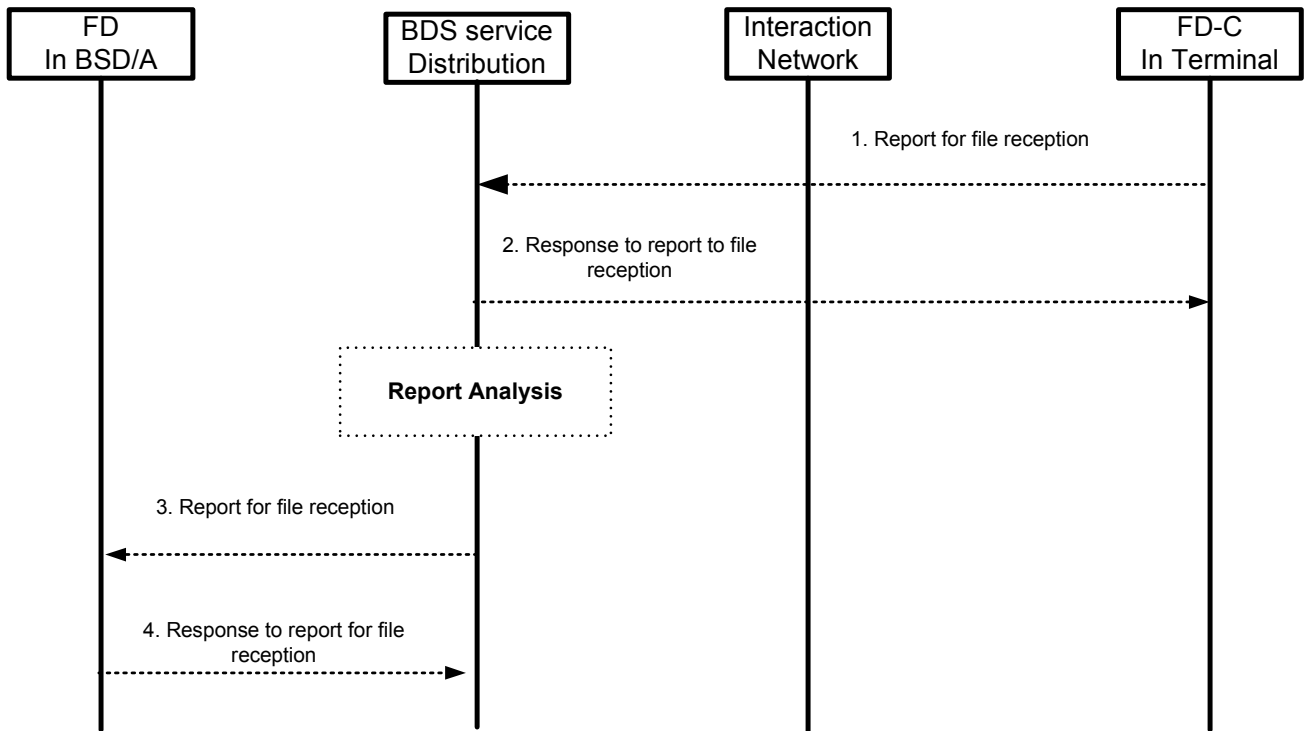 FD
In BSD/A
BDS service
Distribution
Interaction
Network
FD-C
In Terminal
1. Report for file reception
2. Response to report to file
reception
Report Analysis
3. Report for file reception
4. Response to report for file
reception